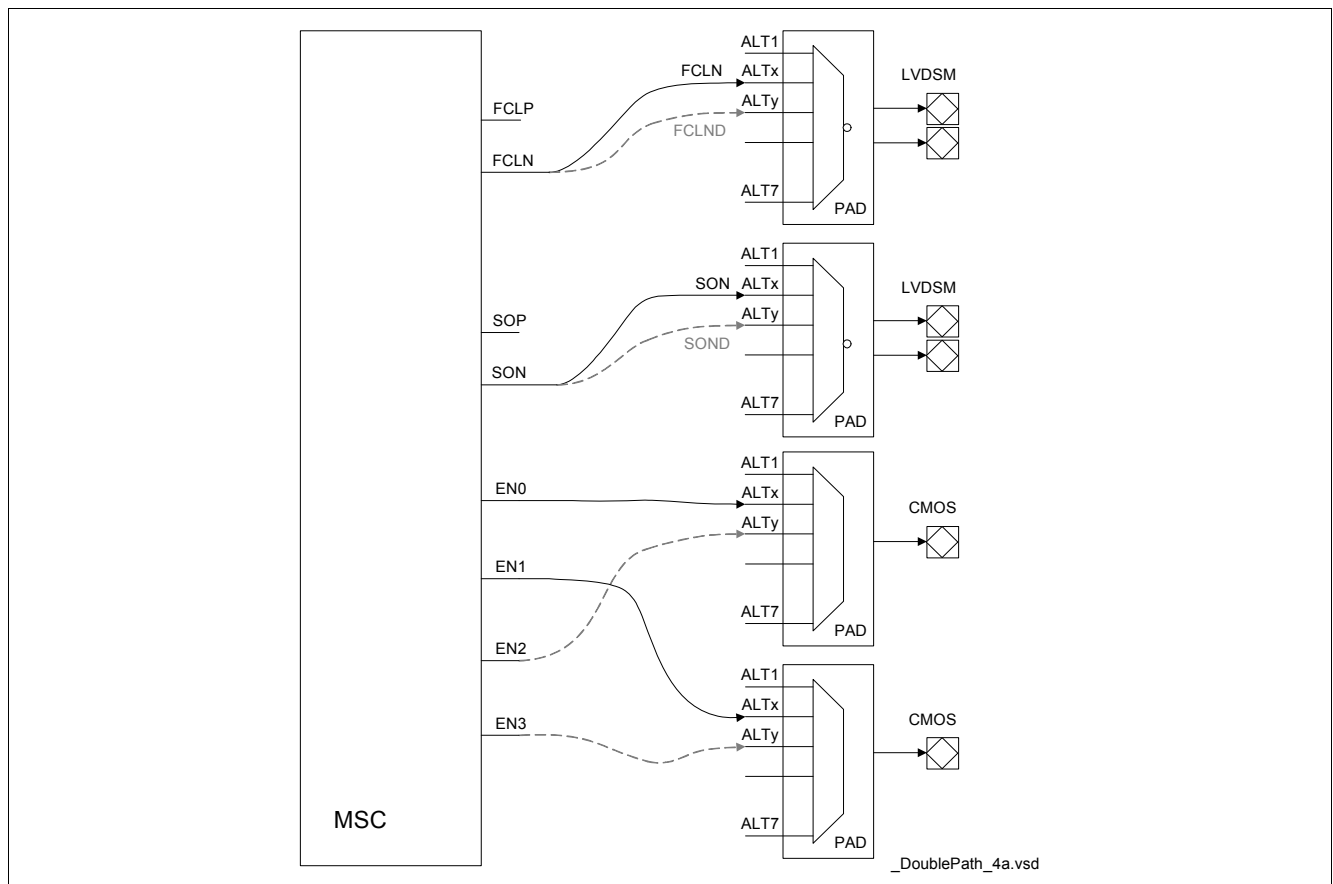 FCLP
FCLN
SOP
SON
EN0
EN1
EN2
EN3
MSC
FCLN
FCLND
ALT1
ALTx
ALTy
ALT7
PAD
LVDSM
SON
SOND
ALT1
ALTx
ALTy
ALT7
PAD
LVDSM
ALT1
ALTx
ALTy
ALT7
PAD
CMOS
ALT1
ALTx
ALTy
ALT7
PAD
CMOS
_DoublePath_4a.vsd